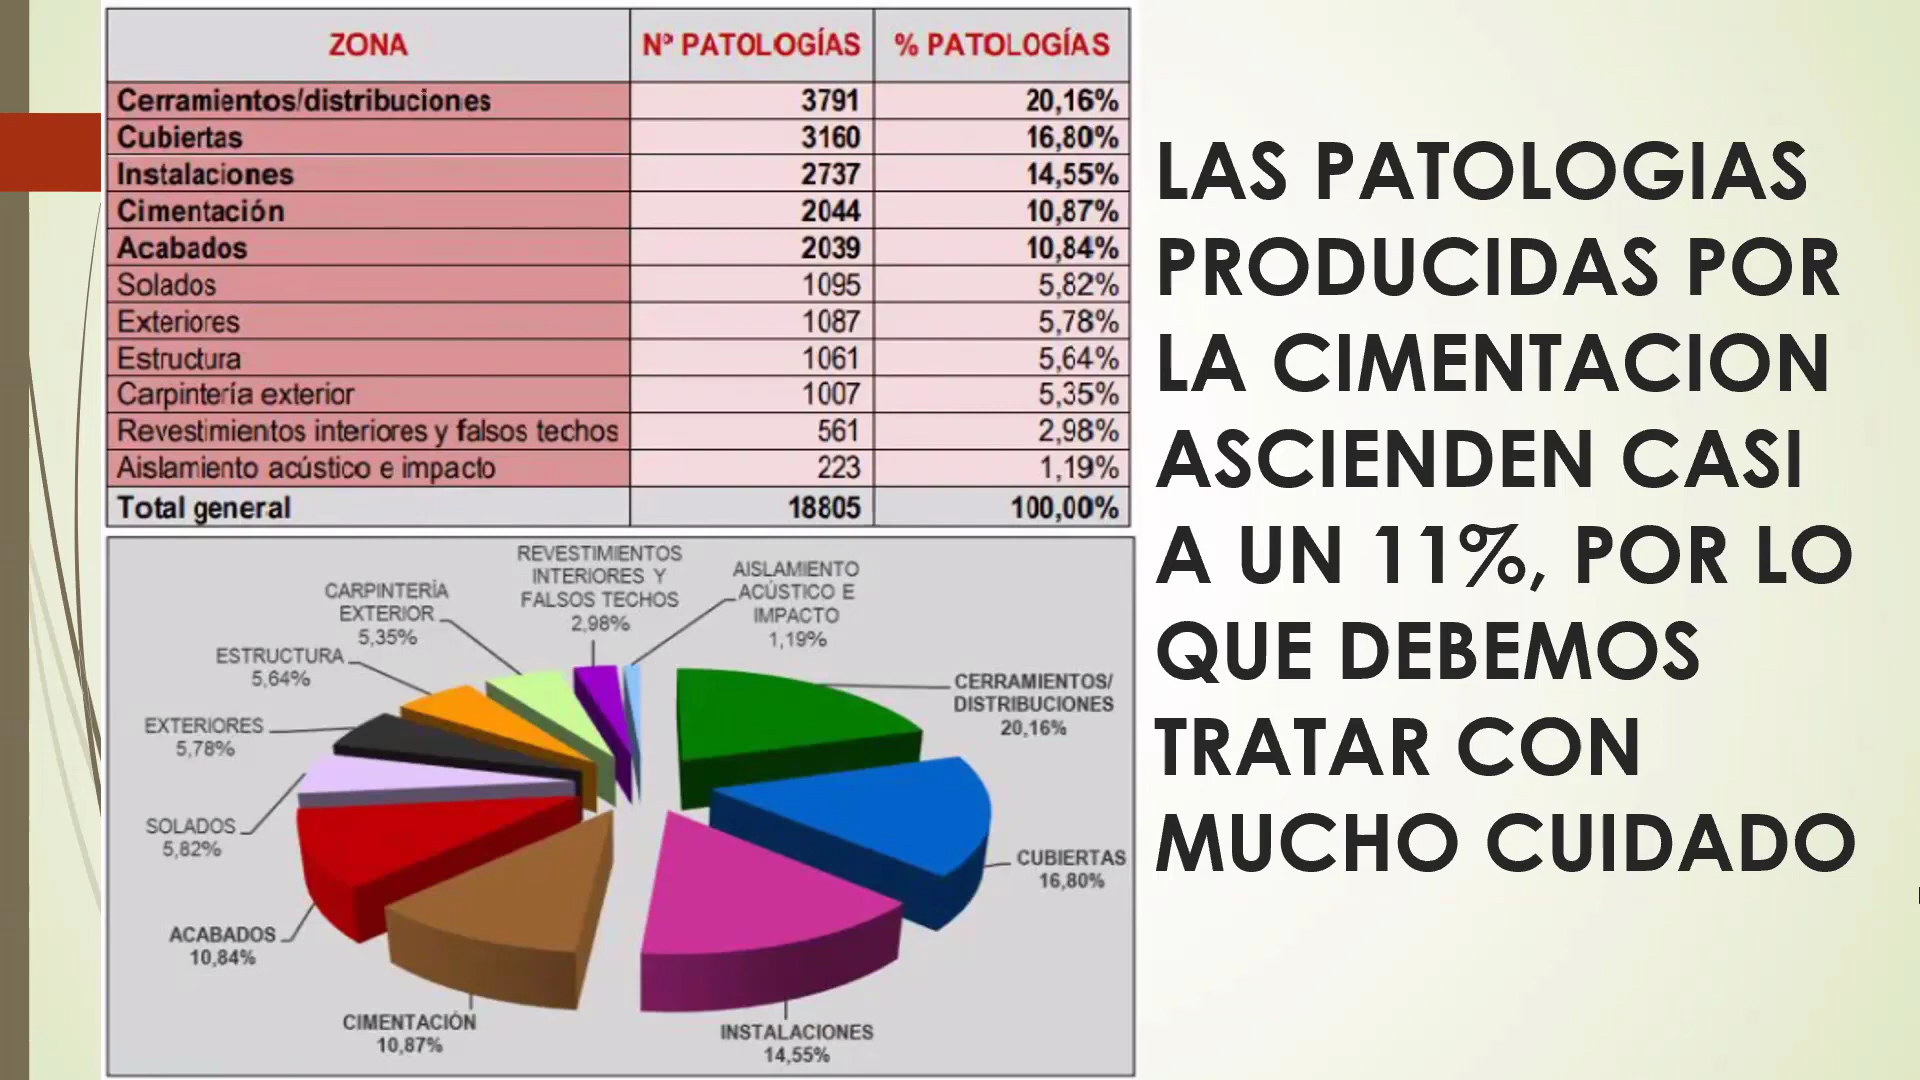 ZONA Nº PATOLOGÍAS % PATOLOGÍAS
Cerramientos/distribuciones 3791 20,16%
Cubiertas 3160 16,80%
Instalaciones 2737 14,55%
Cimentación 2044 10,87%
Acabados 2039 10,84%
Solados 1095 5,82%
Exteriores 1087 5,78%
Estructura 1061 5,64%
Carpintería exterior 1007 5,35%
Revestimientos interiores y falsos techos 561 2,98%
Aislamiento acústico e impacto 223 1,19%
Total general 18805 100,00%
REVESTIMIENTOS
INTERIORES Y
FALSOS TECHOS
2,98%
AISLAMIENTO
ACÚSTICO E
IMPACTO
1,19%
CARPINTERÍA
EXTERIOR
5,35%
ESTRUCTURA
5,64%
EXTERIORES
5,78%
SOLADOS
5,82%
ACABADOS
10,84%
CIMENTACIÓN
10,87%
INSTALACIONES
14,55%
CUBIERTAS
16,80%
CERRAMIENTOS/
DISTRIBUCIONES
20,16%
LAS PATOLOGIAS
PRODUCIDAS POR
LA CIMENTACION
ASCIENDEN CASI
A UN 11%, POR LO
QUE DEBEMOS
TRATAR CON
MUCHO CUIDADO